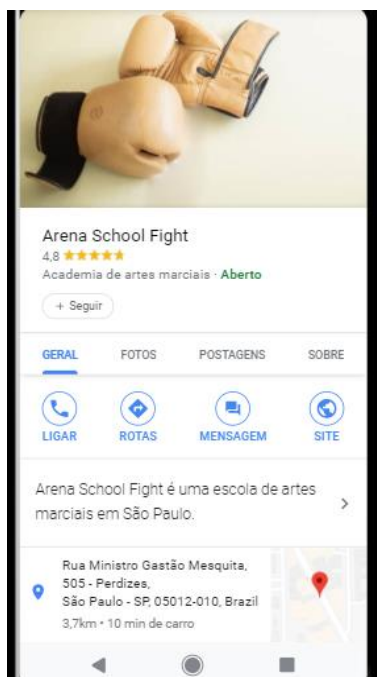 Arena School Fight
4,8
Academia de artes marciais · Aberto
+ Seguir
GERAL FOTOS POSTAGENS SOBRE
LIGAR ROTAS MENSAGEM SITE
Arena School Fight é uma escola de artes
marciais em São Paulo.
Rua Ministro Gastão Mesquita,
505 - Perdizes,
São Paulo - SP, 05012-010, Brazil
3,7km • 10 min de carro